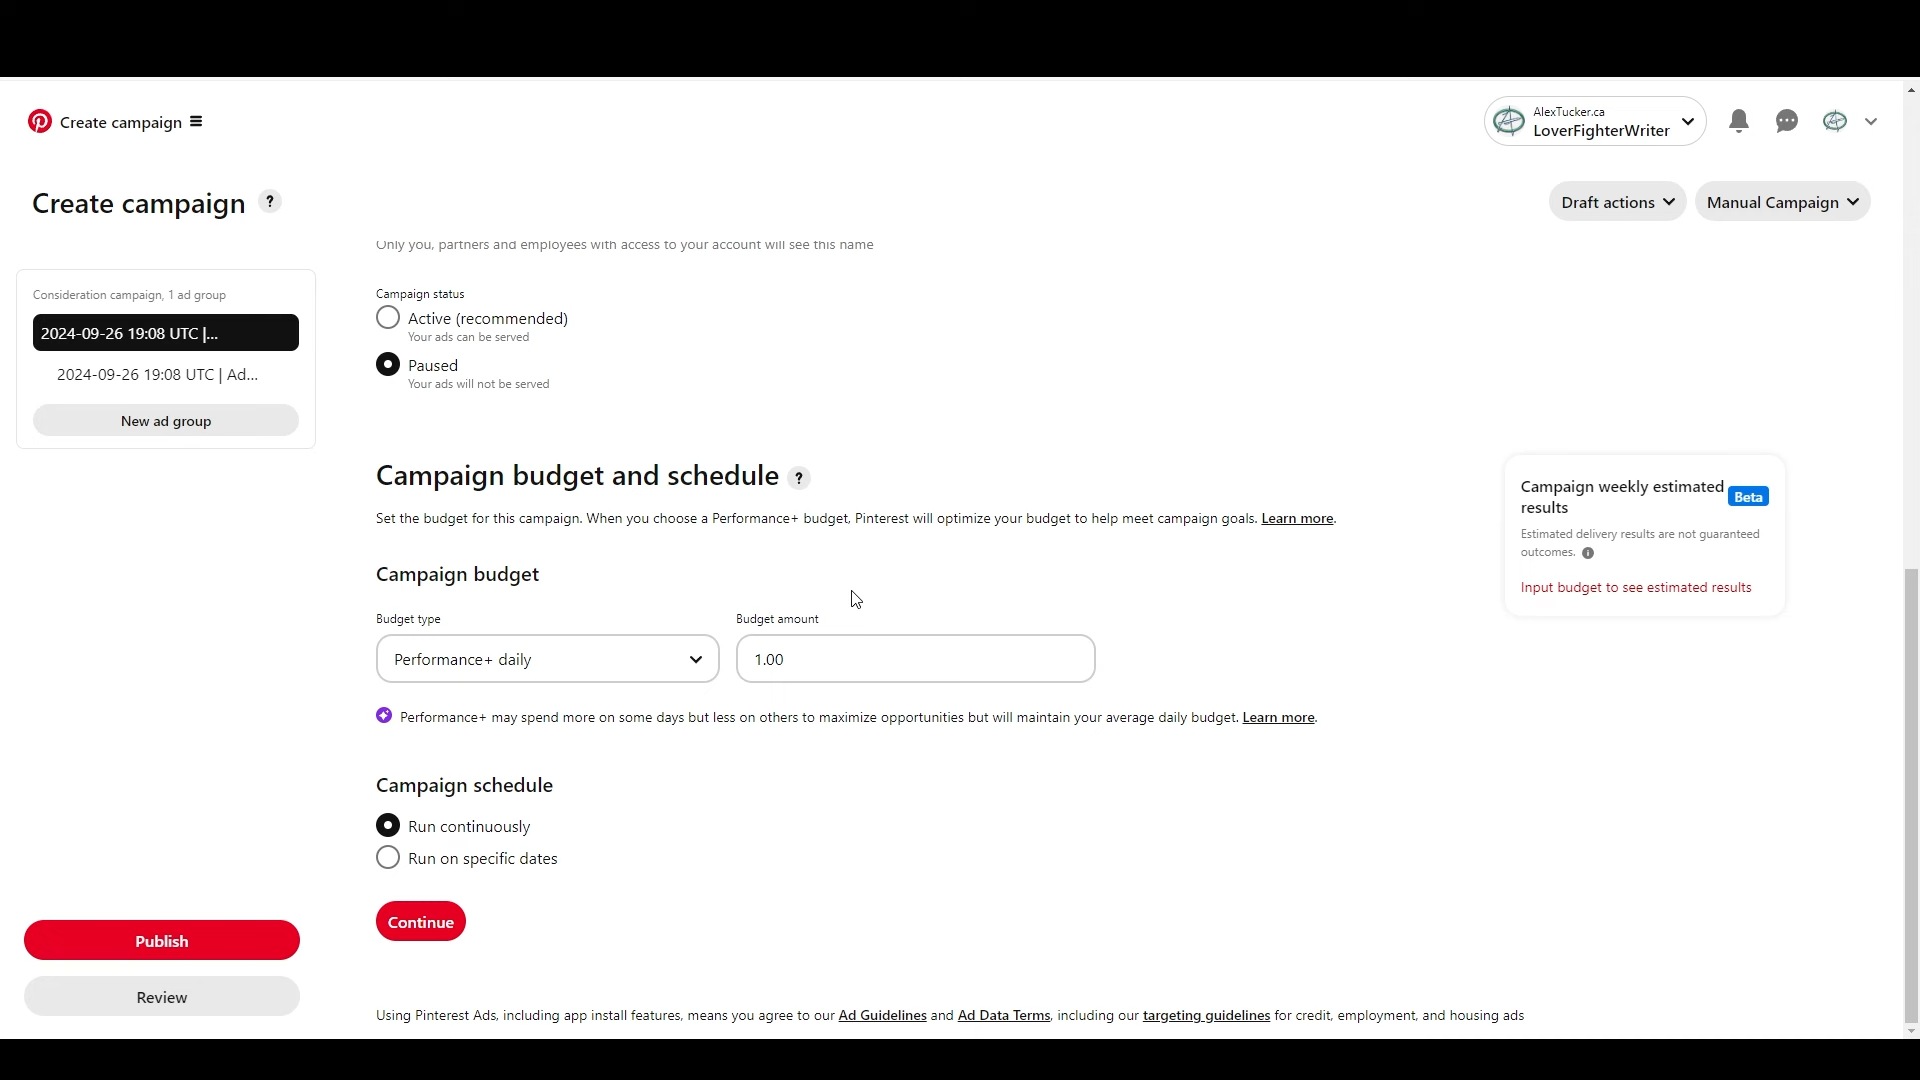 Create campaign
AlexTucker.ca
LoverFighterWriter
Create campaign ?
Draft actions
Manual Campaign
Only you, partners and employees with access to your account will see this name
Consideration campaign, 1 ad group
2024-09-26 19:08 UTC |...
2024-09-26 19:08 UTC | Ad...
New ad group
Campaign status
Active (recommended)
Your ads can be served
Paused
Your ads will not be served
Campaign budget and schedule ?
Set the budget for this campaign. When you choose a Performance+ budget, Pinterest will optimize your budget to help meet campaign goals. Learn more.
Campaign weekly estimated
results
Beta
Estimated delivery results are not guaranteed
outcomes.
Input budget to see estimated results
Campaign budget
Budget type
Budget amount
Performance+ daily
1.00
Performance+ may spend more on some days but less on others to maximize opportunities but will maintain your average daily budget. Learn more.
Campaign schedule
Run continuously
Run on specific dates
Continue
Publish
Review
Using Pinterest Ads, including app install features, means you agree to our Ad Guidelines and Ad Data Terms, including our targeting guidelines for credit, employment, and housing ads